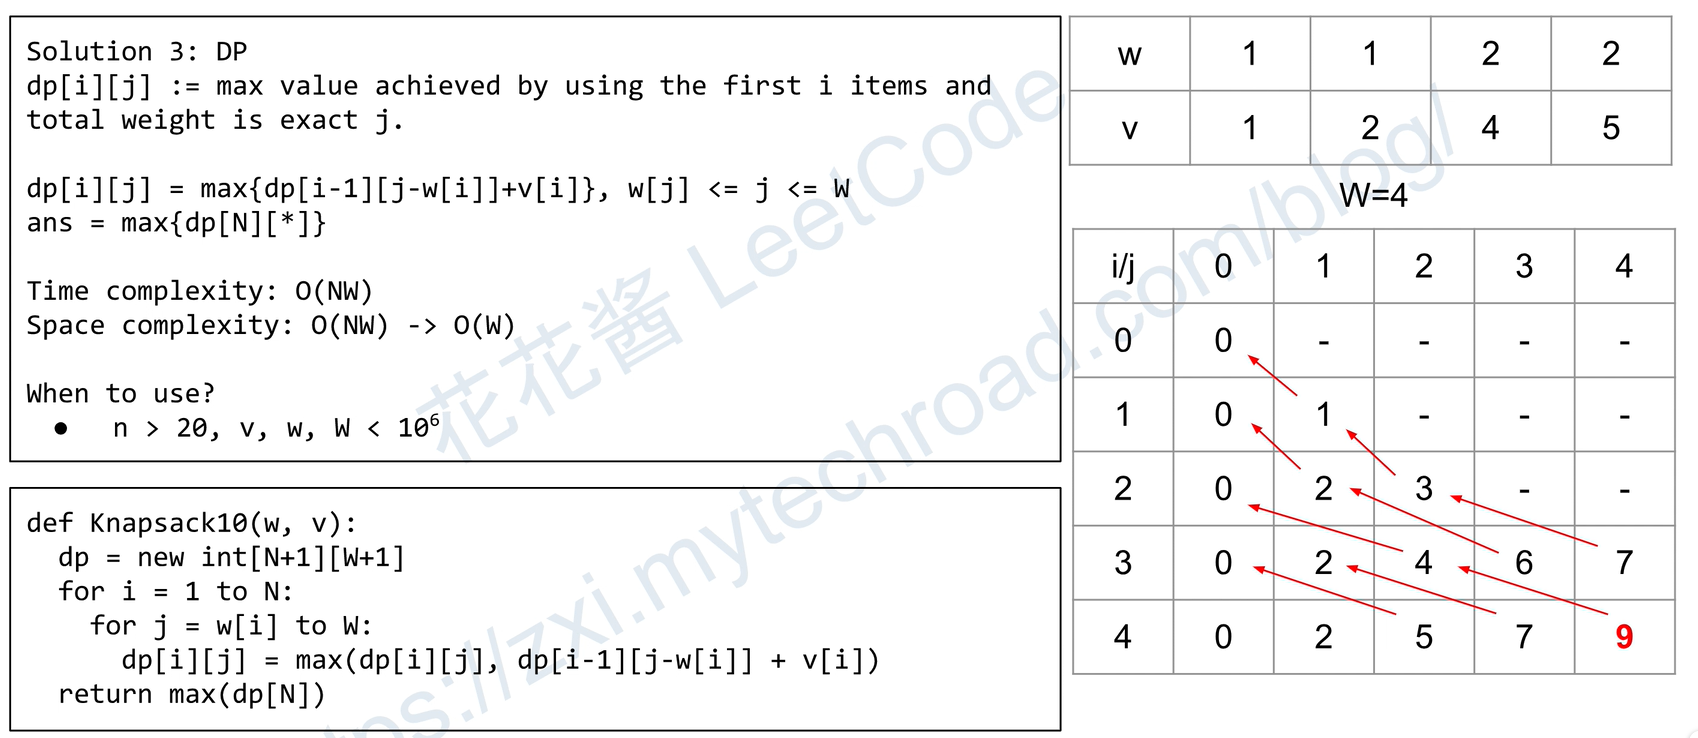 Solution 3: DP
dp[i][j] := max value achieved by using the first i items and
total weight is exact j.
dp[i][j] = max{dp[i-1][j-w[i]]+v[i]}, w[j] <= j <= W
ans = max{dp[N][*]}
Time complexity: O(NW)
Space complexity: O(NW) -> O(W)
When to use?
● n > 20, v, w, W < 10⁶
def Knapsack10(w, v):
dp = new int[N+1][W+1]
for i = 1 to N:
for j = w[i] to W:
dp[i][j] = max(dp[i][j], dp[i-1][j-w[i]] + v[i])
return max(dp[N])
w 1 1 2 2
v 1 2 4 5
W=4
i/j 0 1 2 3 4
0 0 - - - -
1 0 1 - - -
2 0 2 3 - -
3 0 2 4 6 7
4 0 2 5 7 9
花花酱 LeetCode
ps://zxi.mytechroad.com/blog/